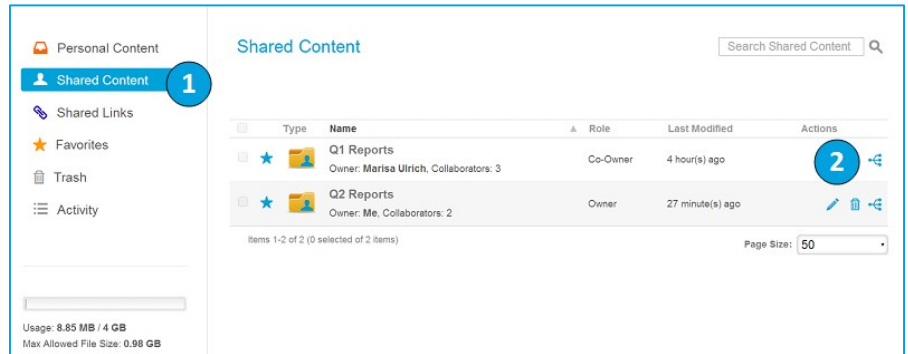 Personal Content
Shared Content
1
Shared Links
Favorites
Trash
Activity
Usage: 8.85 MB / 4 GB
Max Allowed File Size: 0.98 GB
Shared Content
Search Shared Content
Type Name Role Last Modified Actions
Q1 Reports
Owner: Marisa Ulrich, Collaborators: 3
Co-Owner 4 hour(s) ago
2
Q2 Reports
Owner: Me, Collaborators: 2
Owner 27 minute(s) ago
Items 1-2 of 2 (0 selected of 2 items)
Page Size: 50